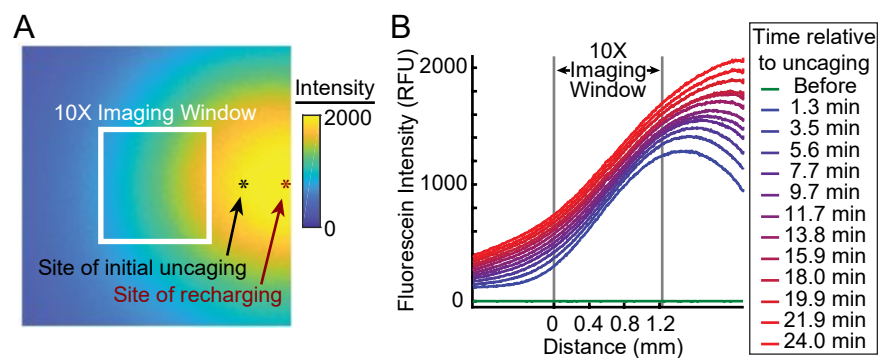 A
10X Imaging Window
Intensity
2000
0
*
*
Site of initial uncaging
Site of recharging
B
Fluorescein Intensity (RFU)
2000
1000
0
10X
Imaging
Window
0 0.4 0.8 1.2
Distance (mm)
Time relative
to uncaging
Before
1.3 min
3.5 min
5.6 min
7.7 min
9.7 min
11.7 min
13.8 min
15.9 min
18.0 min
19.9 min
21.9 min
24.0 min